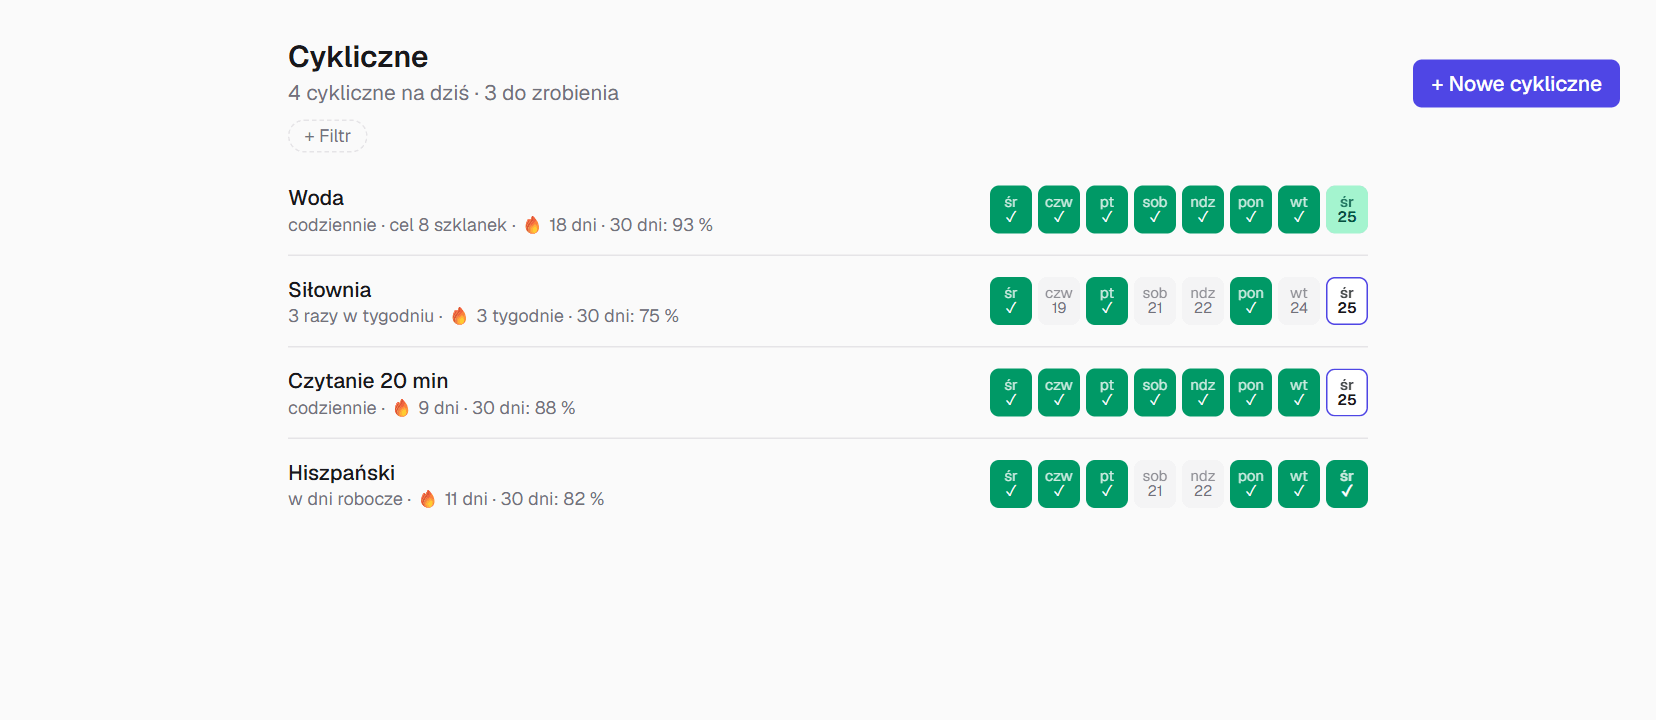 Cykliczne
4 cykliczne na dziś · 3 do zrobienia
+ Nowe cykliczne
+ Filtr
Woda
codziennie · cel 8 szklanek · 🔥 18 dni · 30 dni: 93 %
śr czw pt sob ndz pon wt śr
✓ ✓ ✓ ✓ ✓ ✓ ✓ 25
Siłownia
3 razy w tygodniu · 🔥 3 tygodnie · 30 dni: 75 %
śr czw pt sob ndz pon wt śr
✓ 19 ✓ 21 22 ✓ 24 25
Czytanie 20 min
codziennie · 🔥 9 dni · 30 dni: 88 %
śr czw pt sob ndz pon wt śr
✓ ✓ ✓ ✓ ✓ ✓ ✓ 25
Hiszpański
w dni robocze · 🔥 11 dni · 30 dni: 82 %
śr czw pt sob ndz pon wt śr
✓ ✓ ✓ 21 22 ✓ ✓ ✓